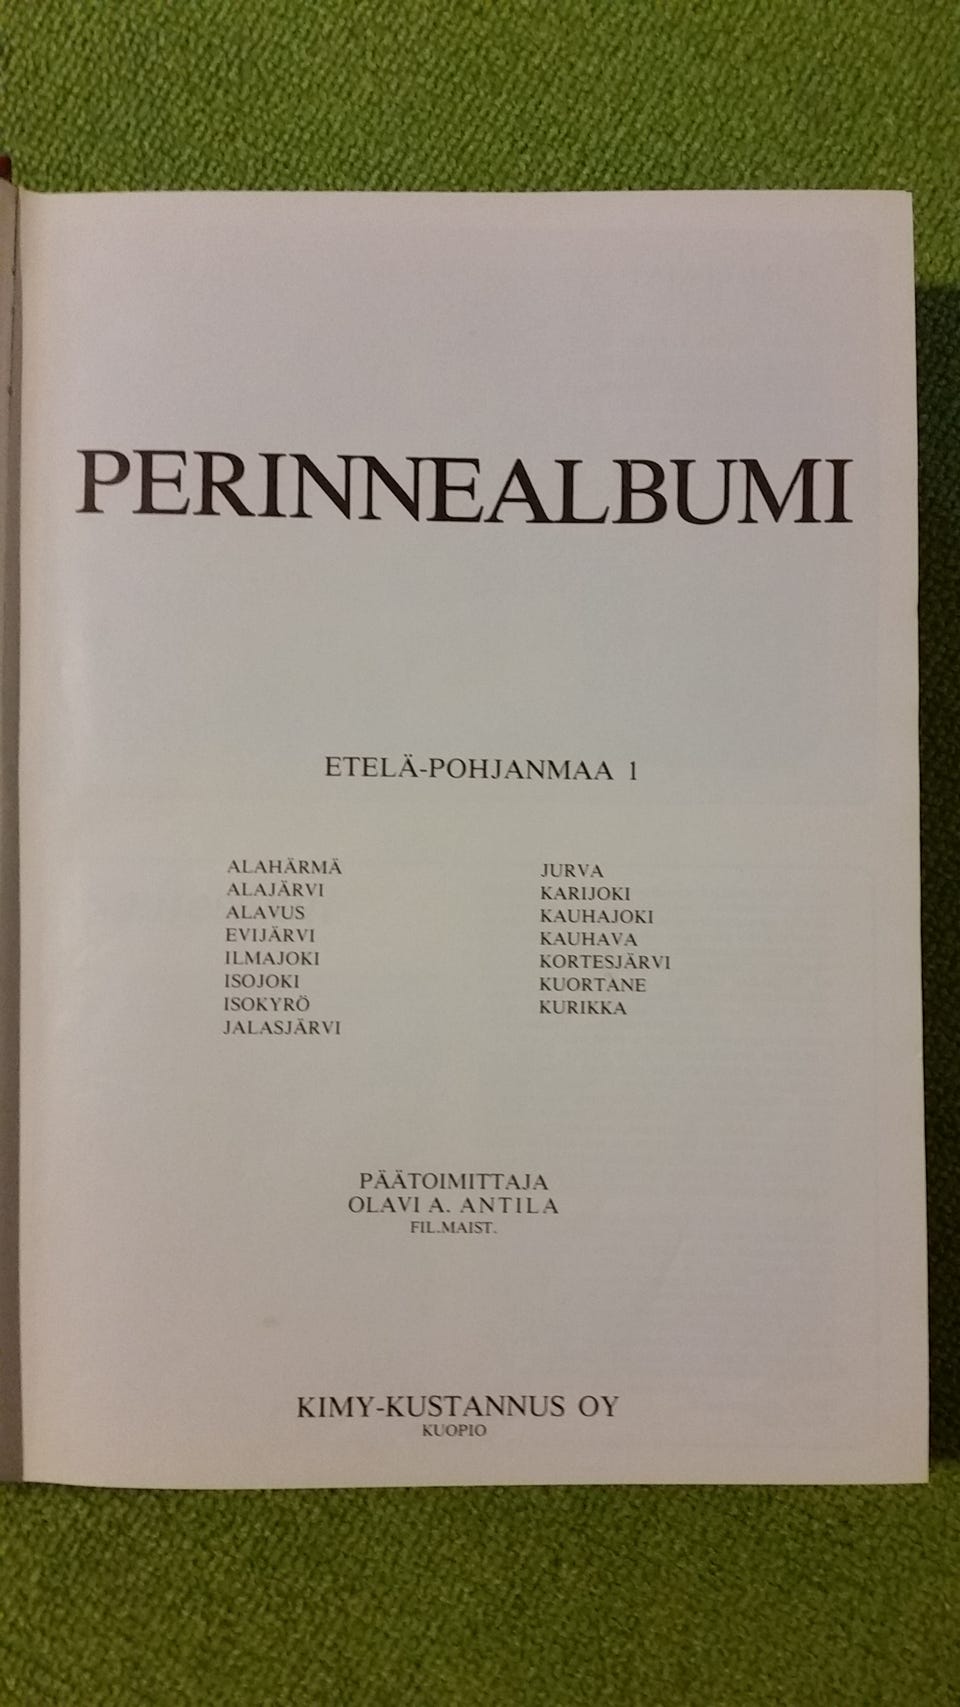 PERINNEALBUMI
ETELÄ-POHJANMAA 1
ALAHÄRMÄ
ALAJÄRVI
ALAVUS
EVIJÄRVI
ILMAJOKI
ISOJOKI
ISOKYRÖ
JALASJÄRVI
JURVA
KARIJOKI
KAUHAJOKI
KAUHAVA
KORTESJÄRVI
KUORTANE
KURIKKA
PÄÄTOIMITTAJA
OLAVI A. ANTILA
FIL.MAIST.
KIMY-KUSTANNUS OY
KUOPIO